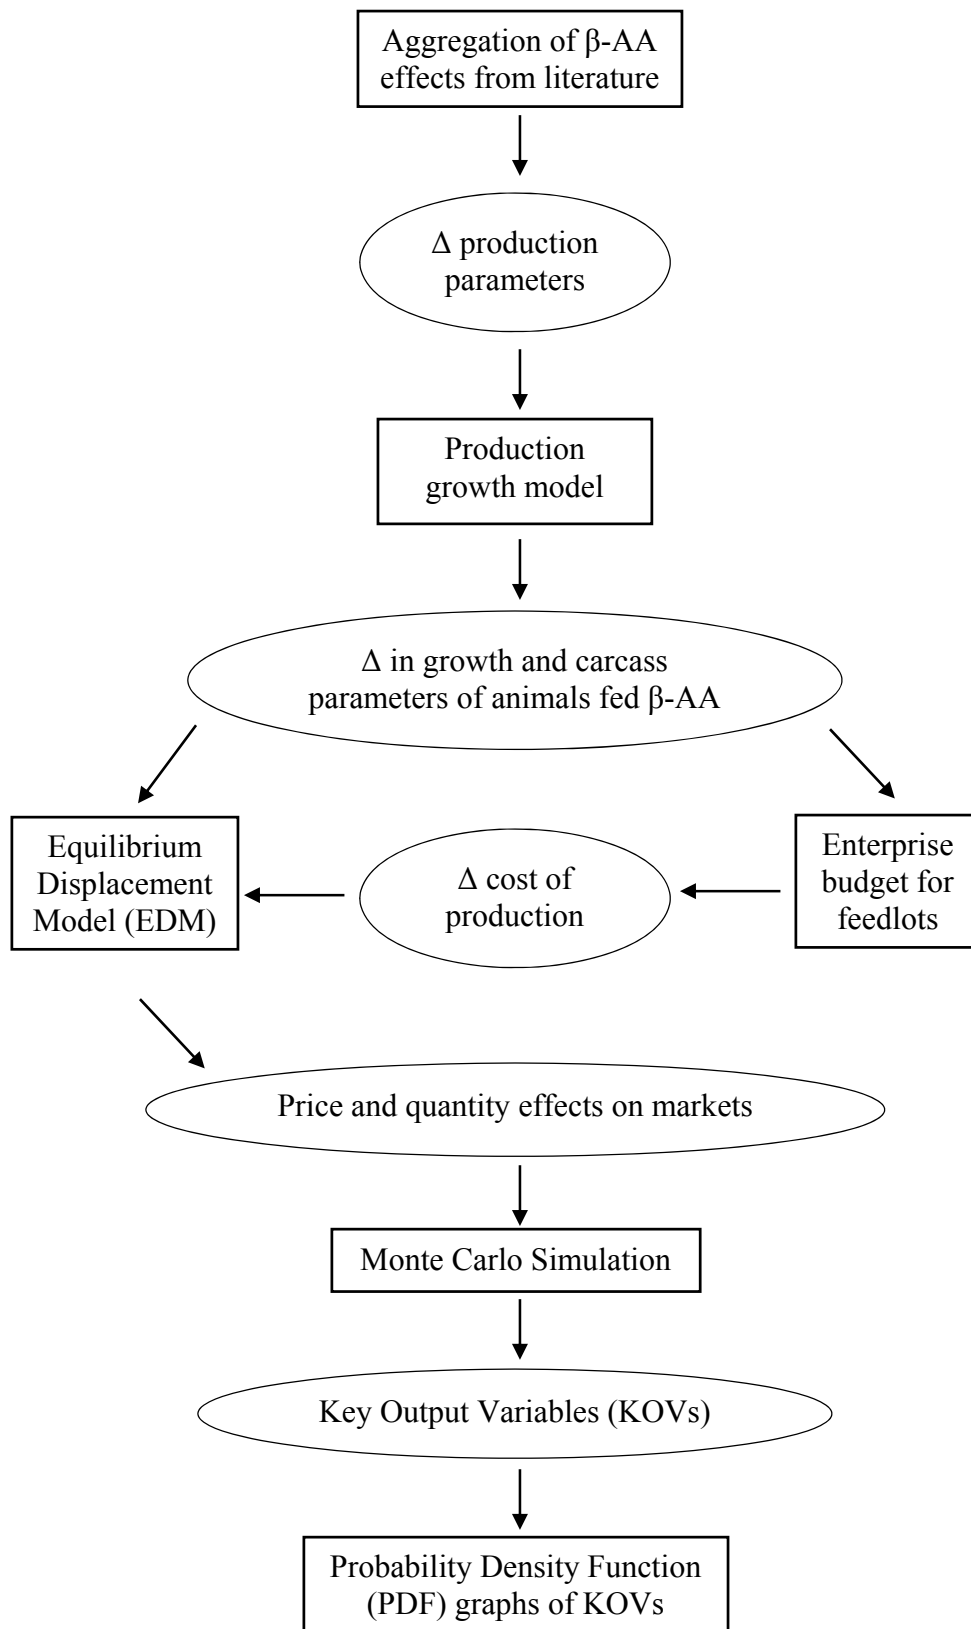 Aggregation of β-AA
effects from literature
Δ production
parameters
Production
growth model
Δ in growth and carcass
parameters of animals fed β-AA
Equilibrium
Displacement
Model (EDM)
Δ cost of
production
Enterprise
budget for
feedlots
Price and quantity effects on markets
Monte Carlo Simulation
Key Output Variables (KOVs)
Probability Density Function
(PDF) graphs of KOVs